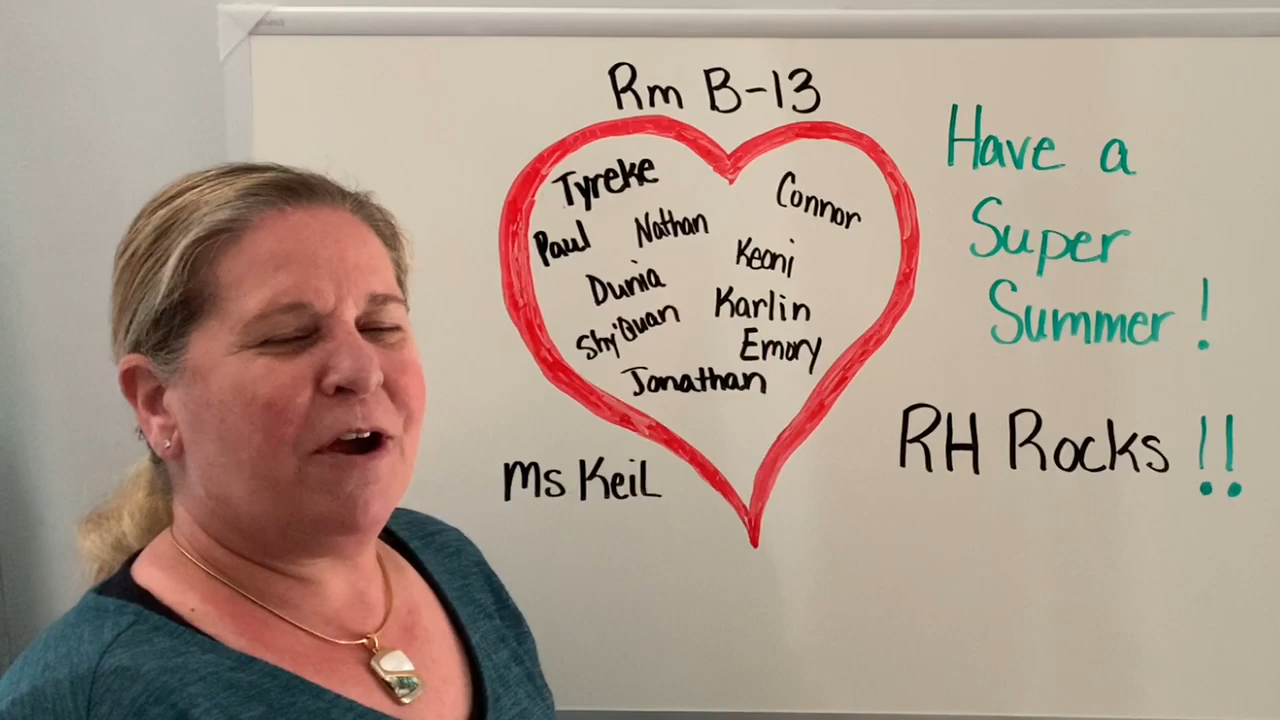 Rm B-13
Tyreke
Connor
Paul
Nathan
Keoni
Dunia
Karlin
Shy'Quan
Emory
Jonathan
Ms Keil
Have a
Super
Summer!
RH Rocks!!